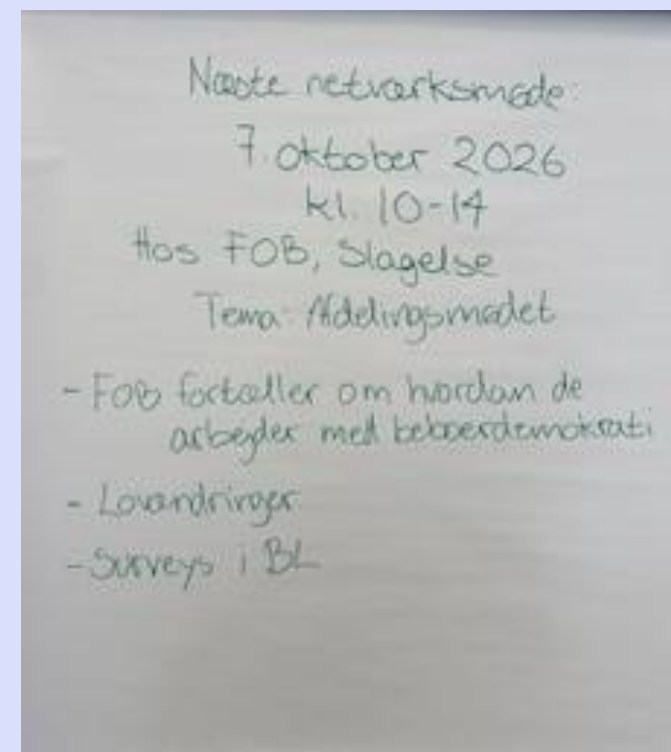 Næste netværksmøde:
7. oktober 2026
kl. 10-14
Hos FOB, Slagelse
Tema: Afdelingsmødet
- FOB fortæller om hvordan de
arbejder med beboerdemokrati
- Lovændringer
- Surveys i BL